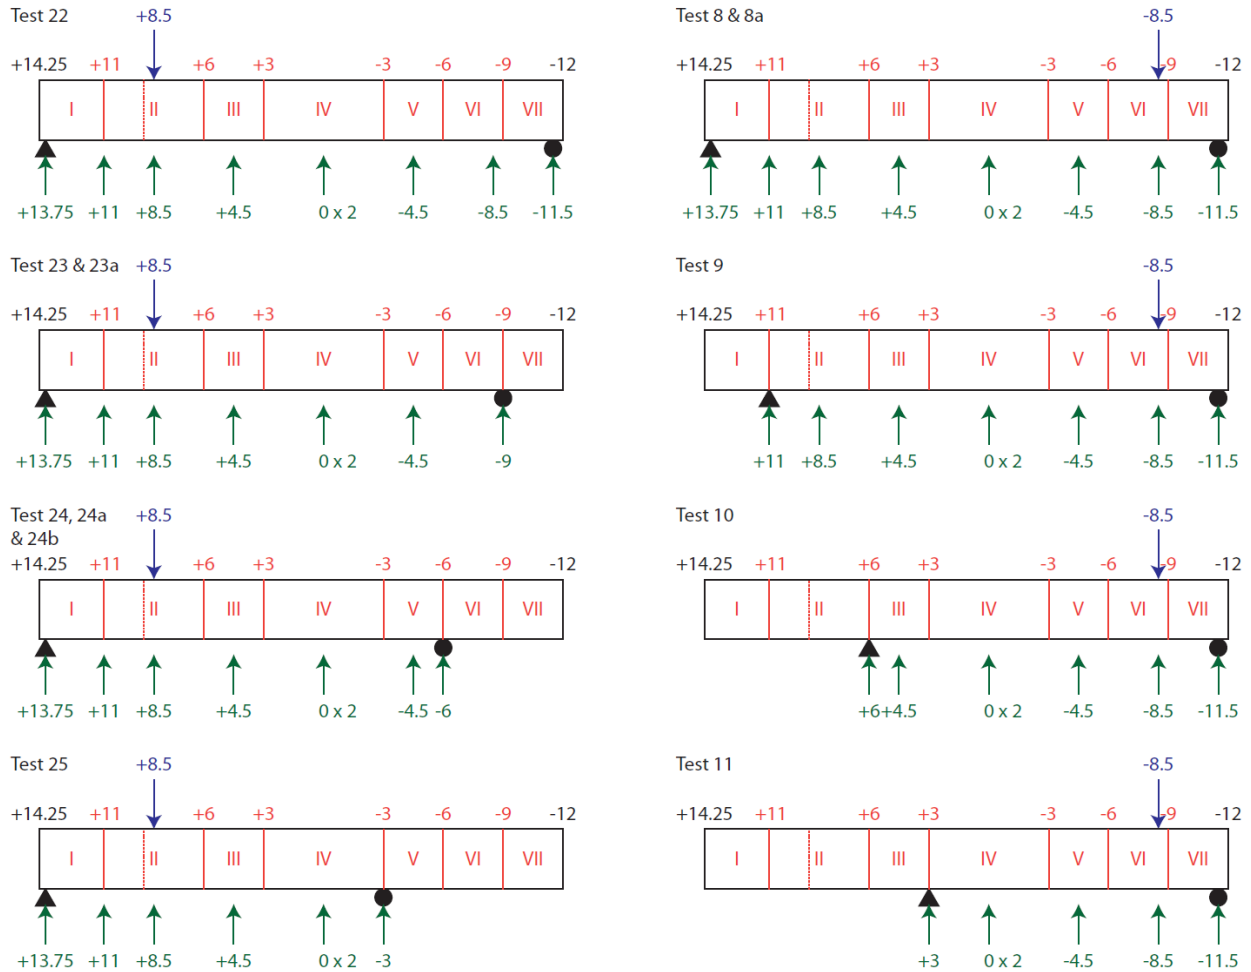 Test 22 +8.5
+14.25 +11 +6 +3 -3 -6 -9 -12
I II III IV V VI VII
+13.75 +11 +8.5 +4.5 0 x 2 -4.5 -8.5 -11.5
Test 8 & 8a -8.5
+14.25 +11 +6 +3 -3 -6 -9 -12
I II III IV V VI VII
+13.75 +11 +8.5 +4.5 0 x 2 -4.5 -8.5 -11.5
Test 23 & 23a +8.5
+14.25 +11 +6 +3 -3 -6 -9 -12
I II III IV V VI VII
+13.75 +11 +8.5 +4.5 0 x 2 -4.5 -9
Test 9 -8.5
+14.25 +11 +6 +3 -3 -6 -9 -12
I II III IV V VI VII
+11 +8.5 +4.5 0 x 2 -4.5 -8.5 -11.5
Test 24, 24a +8.5
& 24b
+14.25 +11 +6 +3 -3 -6 -9 -12
I II III IV V VI VII
+13.75 +11 +8.5 +4.5 0 x 2 -4.5 -6
Test 10 -8.5
+14.25 +11 +6 +3 -3 -6 -9 -12
I II III IV V VI VII
+6 +4.5 0 x 2 -4.5 -8.5 -11.5
Test 25 +8.5
+14.25 +11 +6 +3 -3 -6 -9 -12
I II III IV V VI VII
+13.75 +11 +8.5 +4.5 0 x 2 -3
Test 11 -8.5
+14.25 +11 +6 +3 -3 -6 -9 -12
I II III IV V VI VII
+3 0 x 2 -4.5 -8.5 -11.5